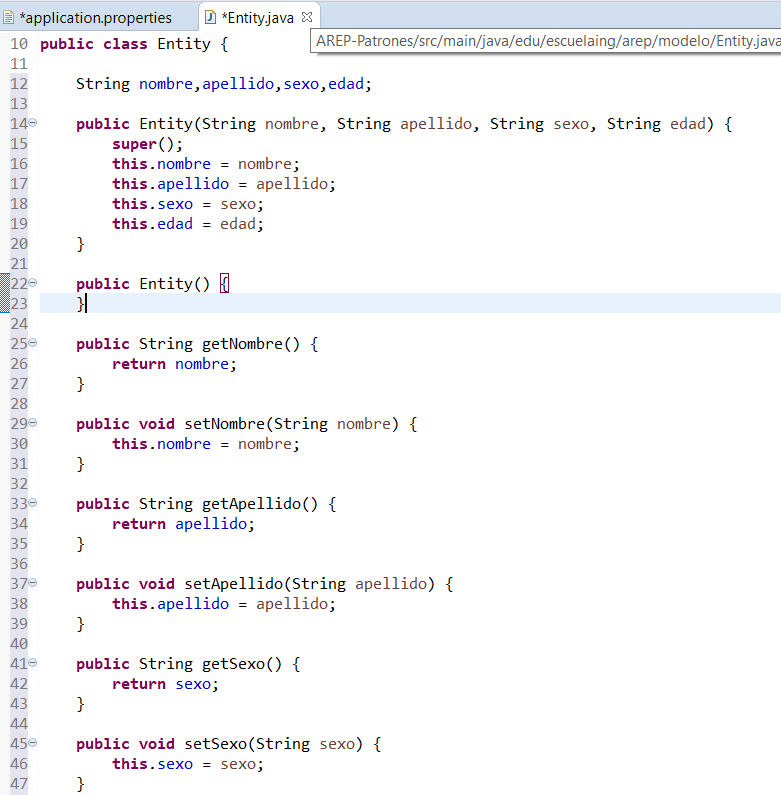 *application.properties *Entity.java
AREP-Patrones/src/main/java/edu/escuelaing/arep/modelo/Entity.java
10 public class Entity {
11
12 String nombre,apellido,sexo,edad;
13
14 public Entity(String nombre, String apellido, String sexo, String edad) {
15 super();
16 this.nombre = nombre;
17 this.apellido = apellido;
18 this.sexo = sexo;
19 this.edad = edad;
20 }
21
22 public Entity() {
23 }
24
25 public String getNombre() {
26 return nombre;
27 }
28
29 public void setNombre(String nombre) {
30 this.nombre = nombre;
31 }
32
33 public String getApellido() {
34 return apellido;
35 }
36
37 public void setApellido(String apellido) {
38 this.apellido = apellido;
39 }
40
41 public String getSexo() {
42 return sexo;
43 }
44
45 public void setSexo(String sexo) {
46 this.sexo = sexo;
47 }